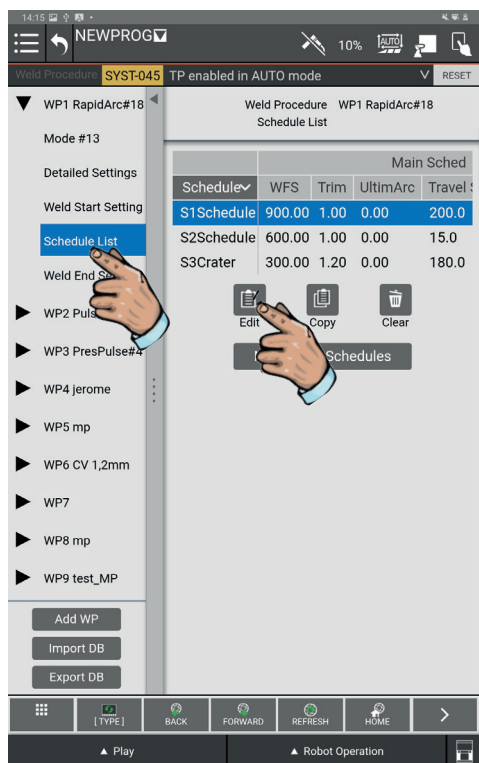 14:15
NEWPROG
10%
AUTO
Weld Procedure SYST-045 TP enabled in AUTO mode RESET
WP1 RapidArc#18
Mode #13
Detailed Settings
Weld Start Setting
Schedule List
Weld End
WP2
WP3 PresPulse#4
WP4 jerome
WP5 mp
WP6 CV 1,2mm
WP7
WP8 mp
WP9 test_MP
Add WP
Import DB
Export DB
Weld Procedure WP1 RapidArc#18
Schedule List
Main Sched
Schedule WFS Trim UltimArc Travel
S1Schedule 900.00 1.00 0.00 200.0
S2Schedule 600.00 1.00 0.00 15.0
S3Crater 300.00 1.20 0.00 180.0
Edit Copy Clear
Schedules
[ TYPE ] BACK FORWARD REFRESH HOME >
▲ Play ▲ Robot Operation